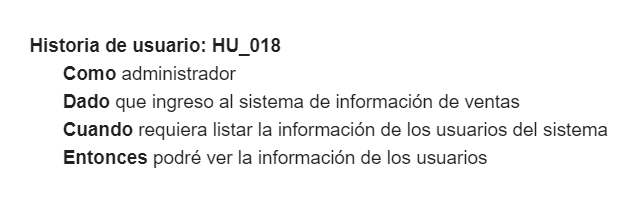 Historia de usuario: HU_018
Como administrador
Dado que ingreso al sistema de información de ventas
Cuando requiera listar la información de los usuarios del sistema
Entonces podré ver la información de los usuarios